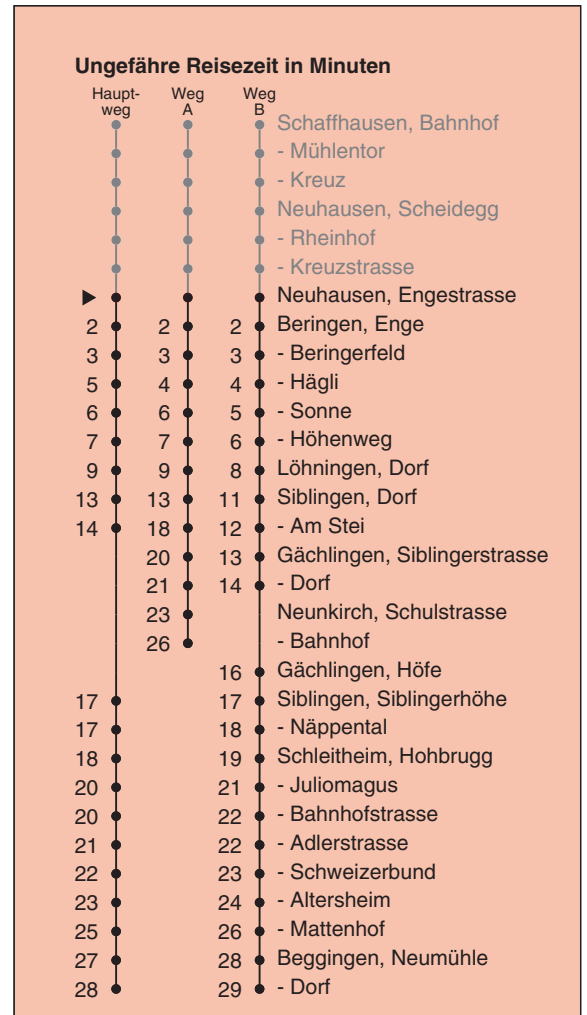 Ungefähre Reisezeit in Minuten
Haupt- Weg Weg
weg A B
Schaffhausen, Bahnhof
- Mühlentor
- Kreuz
Neuhausen, Scheidegg
- Rheinhof
- Kreuzstrasse
Neuhausen, Engestrasse
2 2 2 Beringen, Enge
3 3 3 - Beringerfeld
5 4 4 - Hägli
6 6 5 - Sonne
7 7 6 - Höhenweg
9 9 8 Löhningen, Dorf
13 13 11 Siblingen, Dorf
14 18 12 - Am Stei
20 13 Gächlingen, Siblingerstrasse
21 14 - Dorf
23 Neunkirch, Schulstrasse
26 - Bahnhof
16 Gächlingen, Höfe
17 17 Siblingen, Siblingerhöhe
17 18 - Näppental
18 19 Schleitheim, Hohbrugg
20 21 - Juliomagus
20 22 - Bahnhofstrasse
21 22 - Adlerstrasse
22 23 - Schweizerbund
23 24 - Altersheim
25 26 - Mattenhof
27 28 Beggingen, Neumühle
28 29 - Dorf